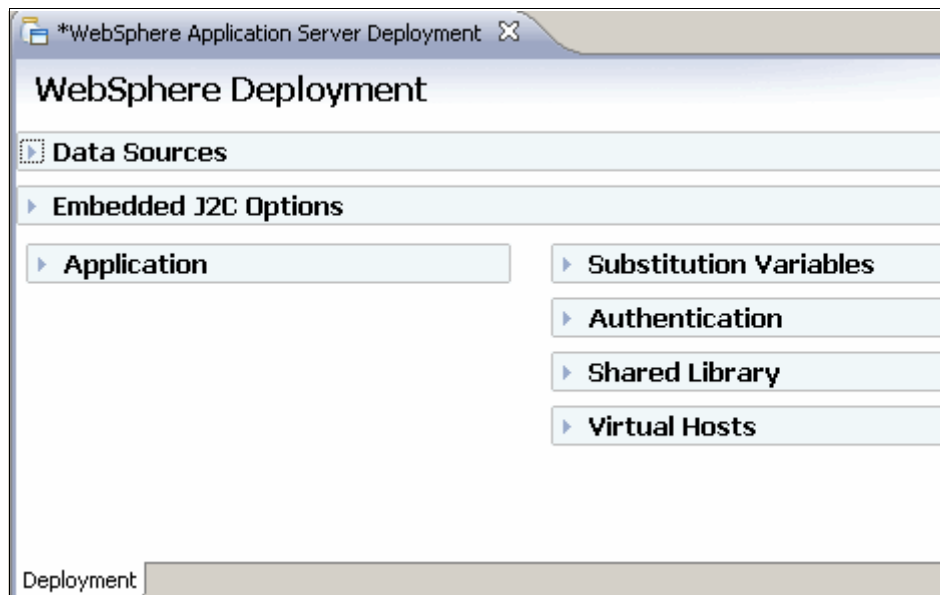 *WebSphere Application Server Deployment
WebSphere Deployment
Data Sources
Embedded J2C Options
Application
Substitution Variables
Authentication
Shared Library
Virtual Hosts
Deployment